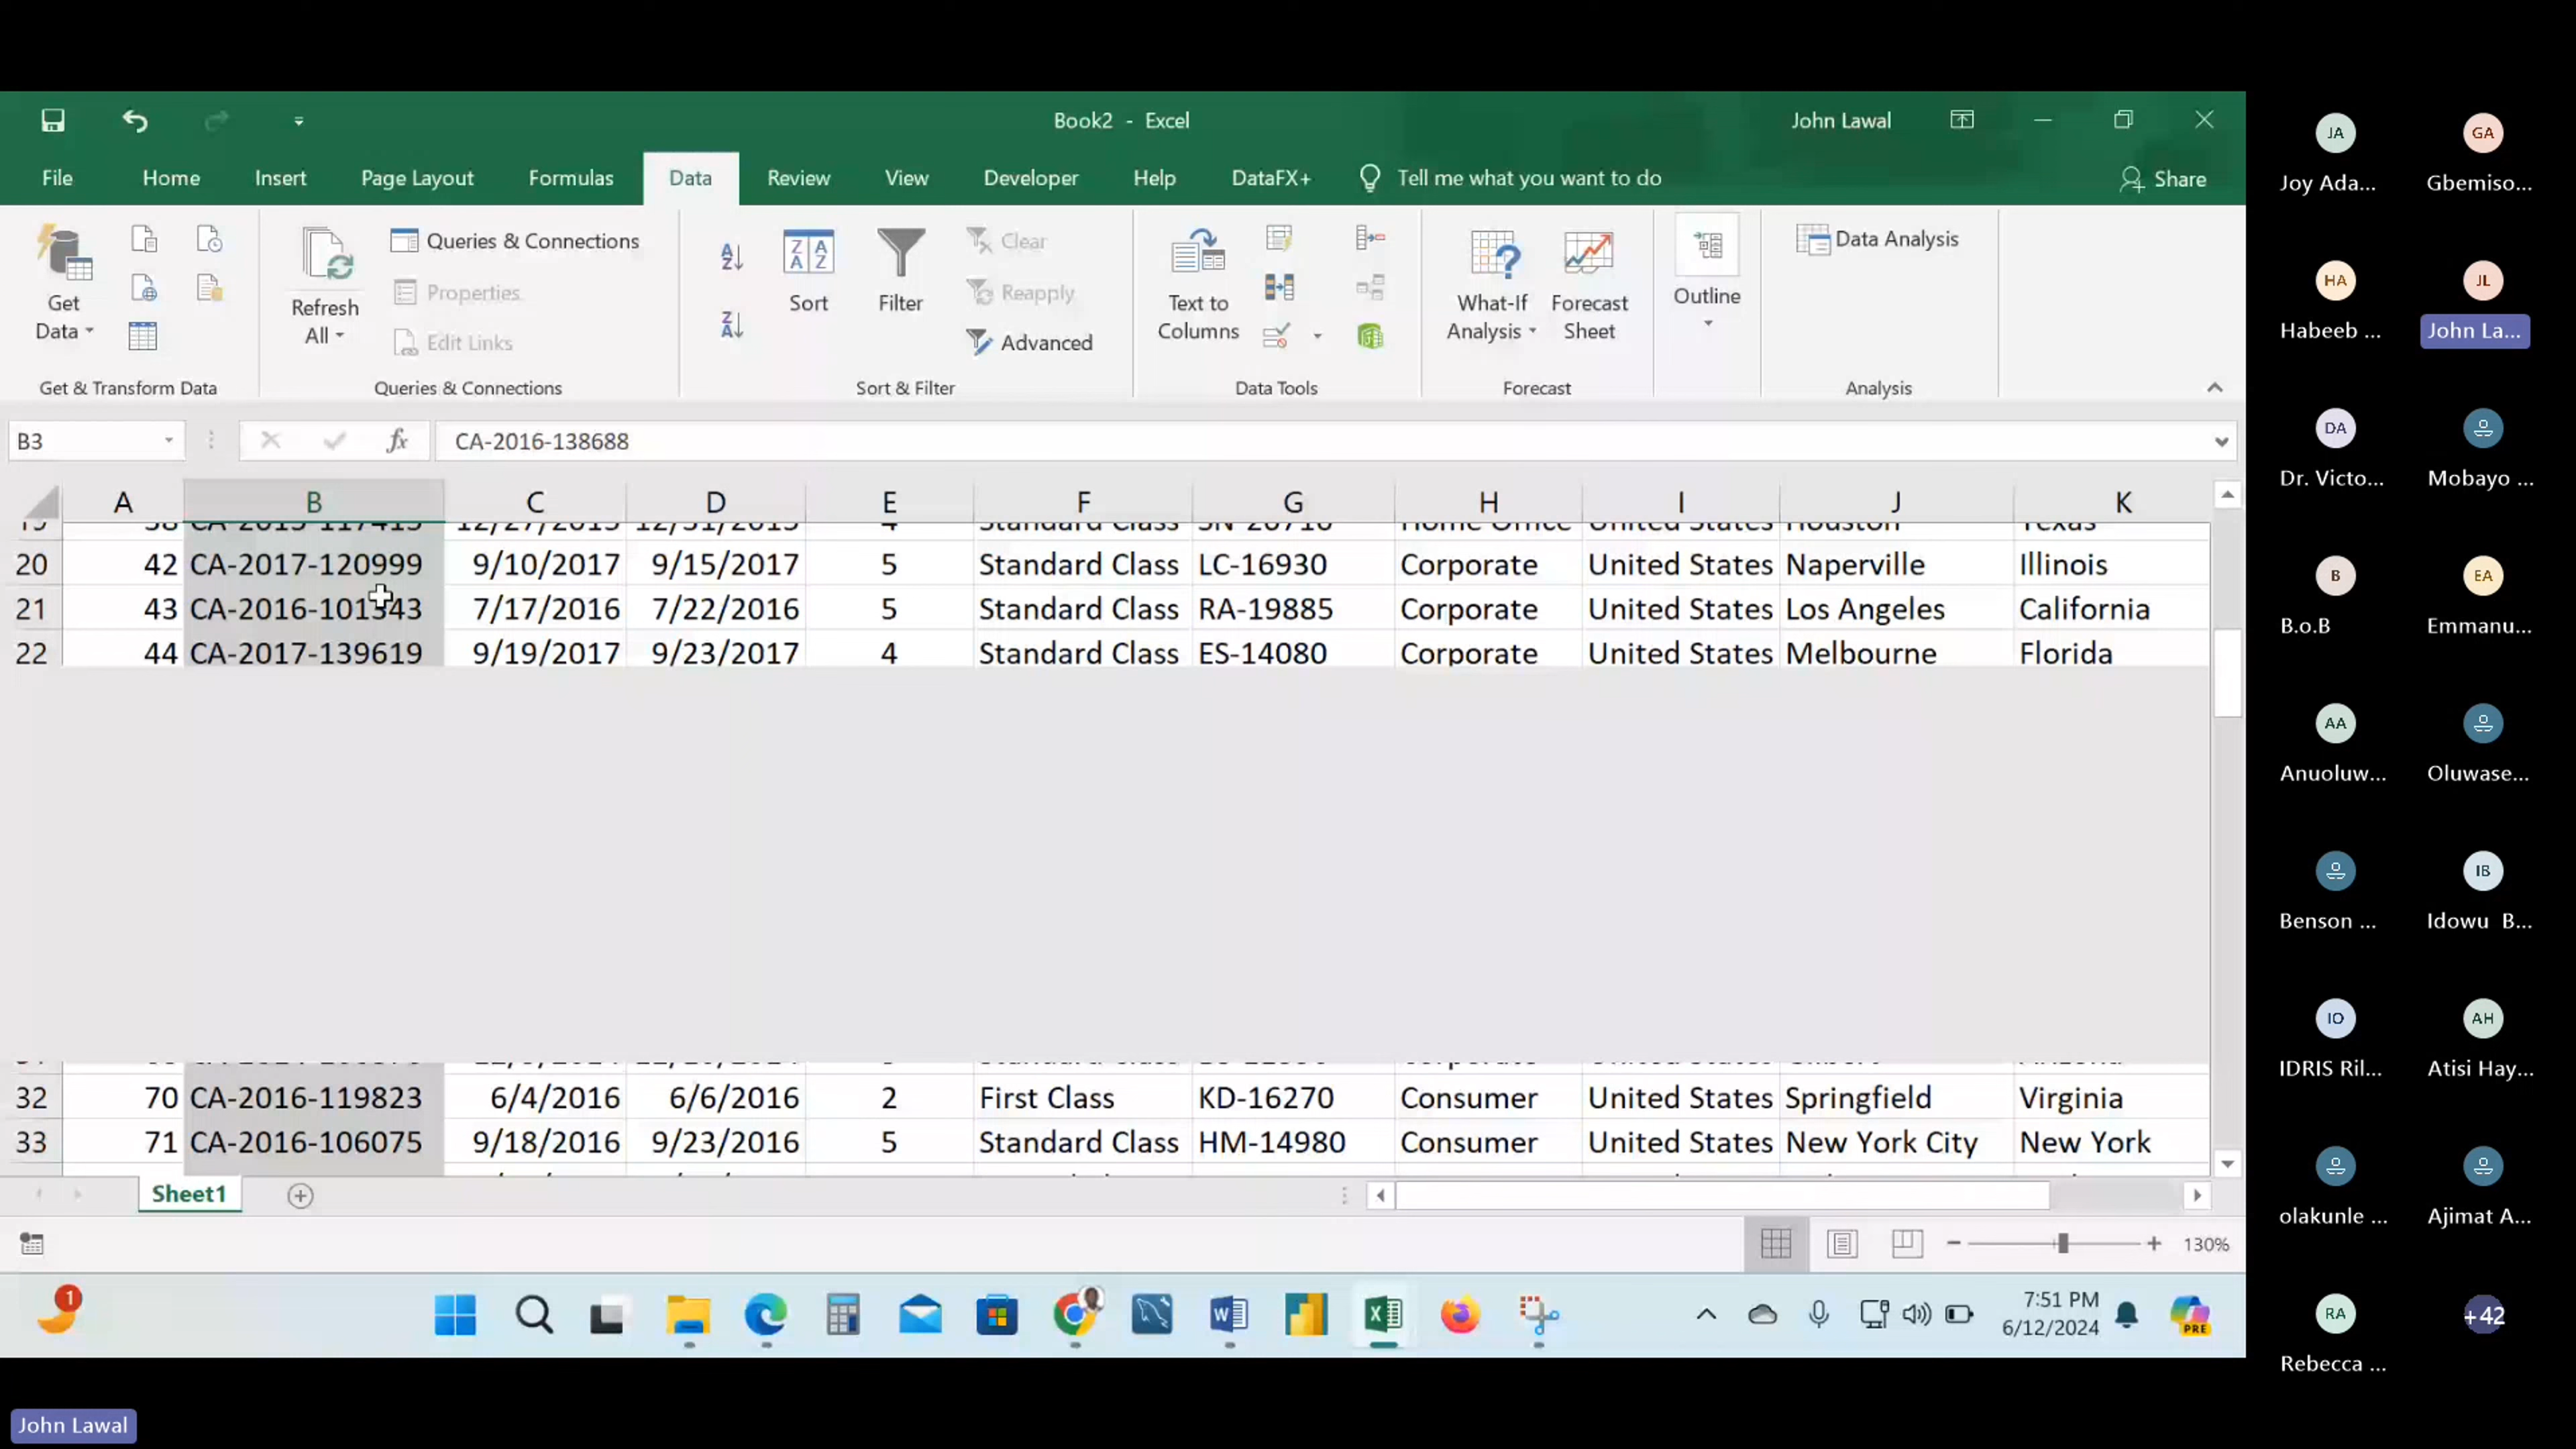 Book2 - Excel
John Lawal
File Home Insert Page Layout Formulas Data Review View Developer Help DataFX+ Tell me what you want to do Share
Get Data
Refresh All
Queries & Connections
Properties
Edit Links
Sort
Filter
Clear
Reapply
Advanced
Text to Columns
What-If Analysis
Forecast Sheet
Outline
Data Analysis
Get & Transform Data
Queries & Connections
Sort & Filter
Data Tools
Forecast
Analysis
B3 fx CA-2016-138688
A B C D E F G H I J K
20 42 CA-2017-120999 9/10/2017 9/15/2017 5 Standard Class LC-16930 Corporate United States Naperville Illinois
21 43 CA-2016-101343 7/17/2016 7/22/2016 5 Standard Class RA-19885 Corporate United States Los Angeles California
22 44 CA-2017-139619 9/19/2017 9/23/2017 4 Standard Class ES-14080 Corporate United States Melbourne Florida
32 70 CA-2016-119823 6/4/2016 6/6/2016 2 First Class KD-16270 Consumer United States Springfield Virginia
33 71 CA-2016-106075 9/18/2016 9/23/2016 5 Standard Class HM-14980 Consumer United States New York City New York
Sheet1
130%
1
7:51 PM
6/12/2024
PRE
John Lawal
JA GA
Joy Ada... Gbemiso...
HA JL
Habeeb ... John La...
DA
Dr. Victo... Mobayo ...
B EA
B.o.B Emmanu...
AA
Anuoluw... Oluwase...
IB
Benson ... Idowu B...
IO AH
IDRIS Ril... Atisi Hay...
olakunle ... Ajimat A...
RA +42
Rebecca ...